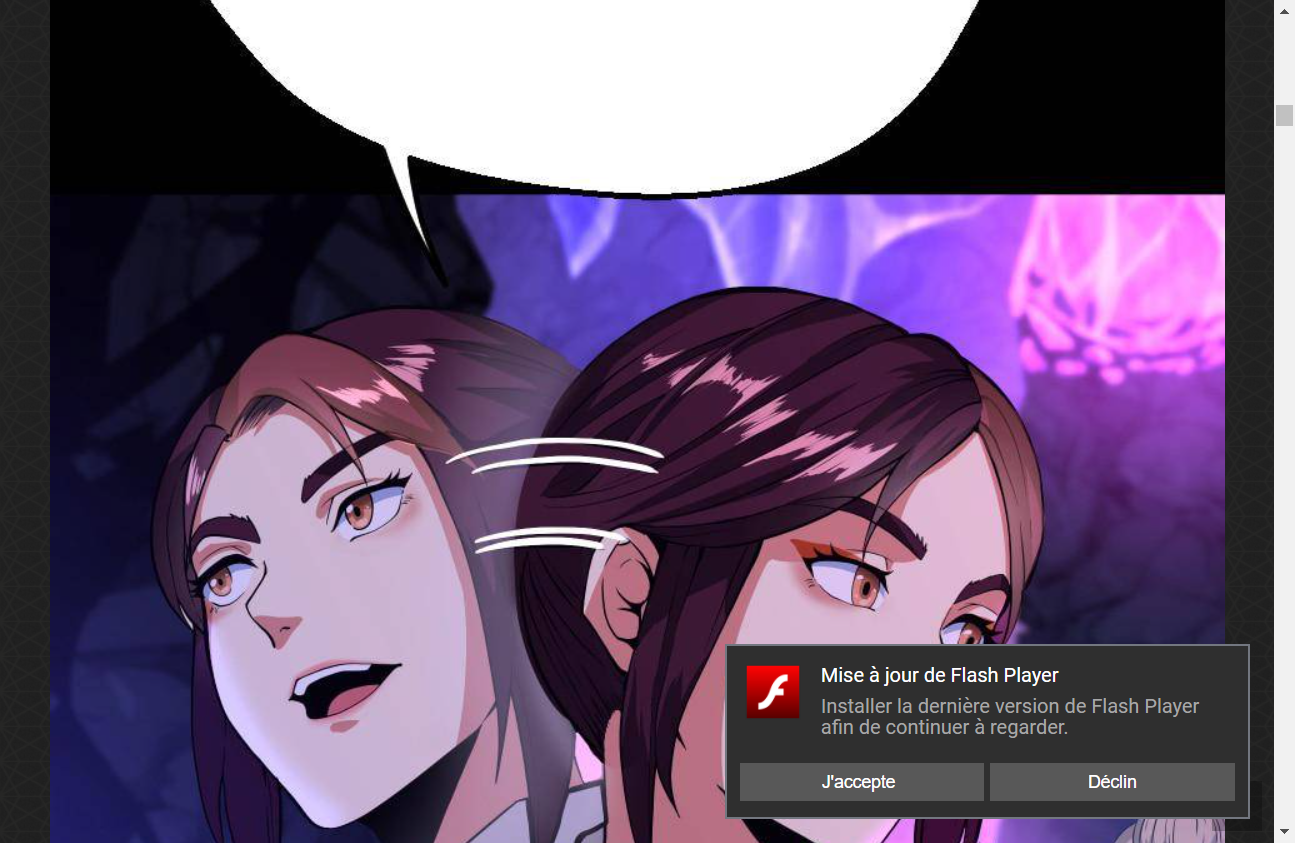 Mise à jour de Flash Player
Installer la dernière version de Flash Player
afin de continuer à regarder.
J'accepte
Déclin